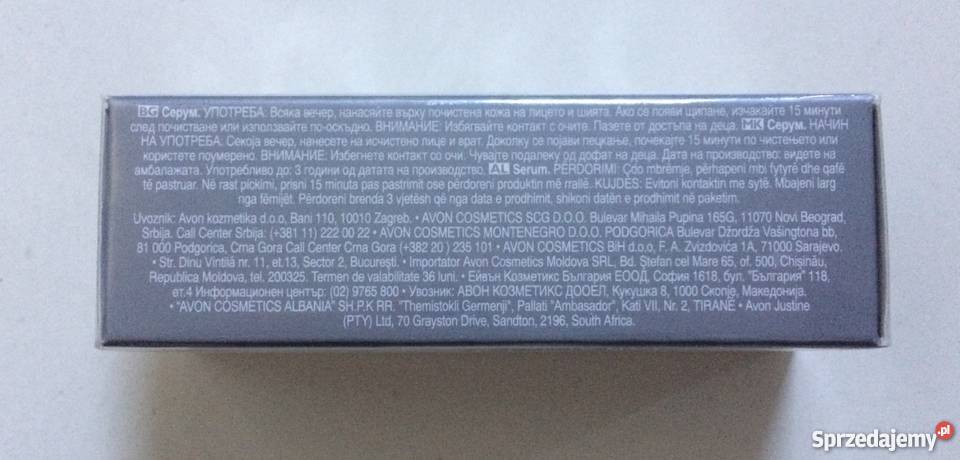 BG Серум. УПОТРЕБА: Всяка вечер, нанасяйте върху почистена кожа на лицето и шията. Ако се появи щипане, изчакайте 15 минути
след почистване или използвайте по-оскъдно. ВНИМАНИЕ: Избягвайте контакт с очите. Пазете от достъпа на деца. MK Серум. НАЧИН
НА УПОТРЕБА: Секоја вечер, нанесете на исчистено лице и врат. Доколку се појави пецкање, почекајте 15 минути по чистењето или
користете поумерено. ВНИМАНИЕ: Избегнете контакт со очи. Чувајте подалеку од дофат на деца. Дата на производство: видете на
амбалажата. Употребливо до: 3 години од датата на производство. AL Serum. PËRDORIMI: Çdo mbrëmje, përhapeni mbi fytyrë dhe qafë
të pastruar. Në rast pickimi, prisni 15 minuta pas pastrimit ose përdoreni produktin më rrallë. KUJDES: Evitoni kontaktin me sytë. Mbajeni larg
nga fëmijët. Përdoreni brenda 3 vjetësh që nga data e prodhimit, shikoni datën e prodhimit në paketim.
Uvoznik: Avon kozmetika d.o.o. Bani 110, 10010 Zagreb. • AVON COSMETICS SCG D.O.O. Bulevar Mihaila Pupina 165G, 11070 Novi Beograd,
Srbija. Call Center Srbija: (+381 11) 222 00 22 • AVON COSMETICS MONTENEGRO D.O.O. PODGORICA Bulevar Džordža Vašingtona bb,
81 000 Podgorica, Crna Gora Call Center Crna Gora (+382 20 ) 235 101 • AVON COSMETICS BiH d.o.o, F. A. Zvizdovića 1A, 71000 Sarajevo.
• Str. Dinu Vintilă nr. 11, et.13, Sector 2, Bucureşti. • Importator Avon Cosmetics Moldova SRL, Bd. Ştefan cel Mare 65, of. 500, Chişinău,
Republica Moldova, tel. 200325. Termen de valabilitate 36 luni. • Ейвън Козметикс България ЕООД, София 1618, бул. "България" 118,
ет.4 Информационен център: (02) 9765 800 • Увозник: АВОН КОЗМЕТИКС ДООЕЛ, Кукушка 8, 1000 Скопје, Македонија.
• "AVON COSMETICS ALBANIA" SH.P.K RR. "Themistokli Germenji", Pallati "Ambasador", Kati VII, Nr. 2, TIRANË • Avon Justine
(PTY) Ltd, 70 Grayston Drive, Sandton, 2196, South Africa.
Sprzedajemy.pl